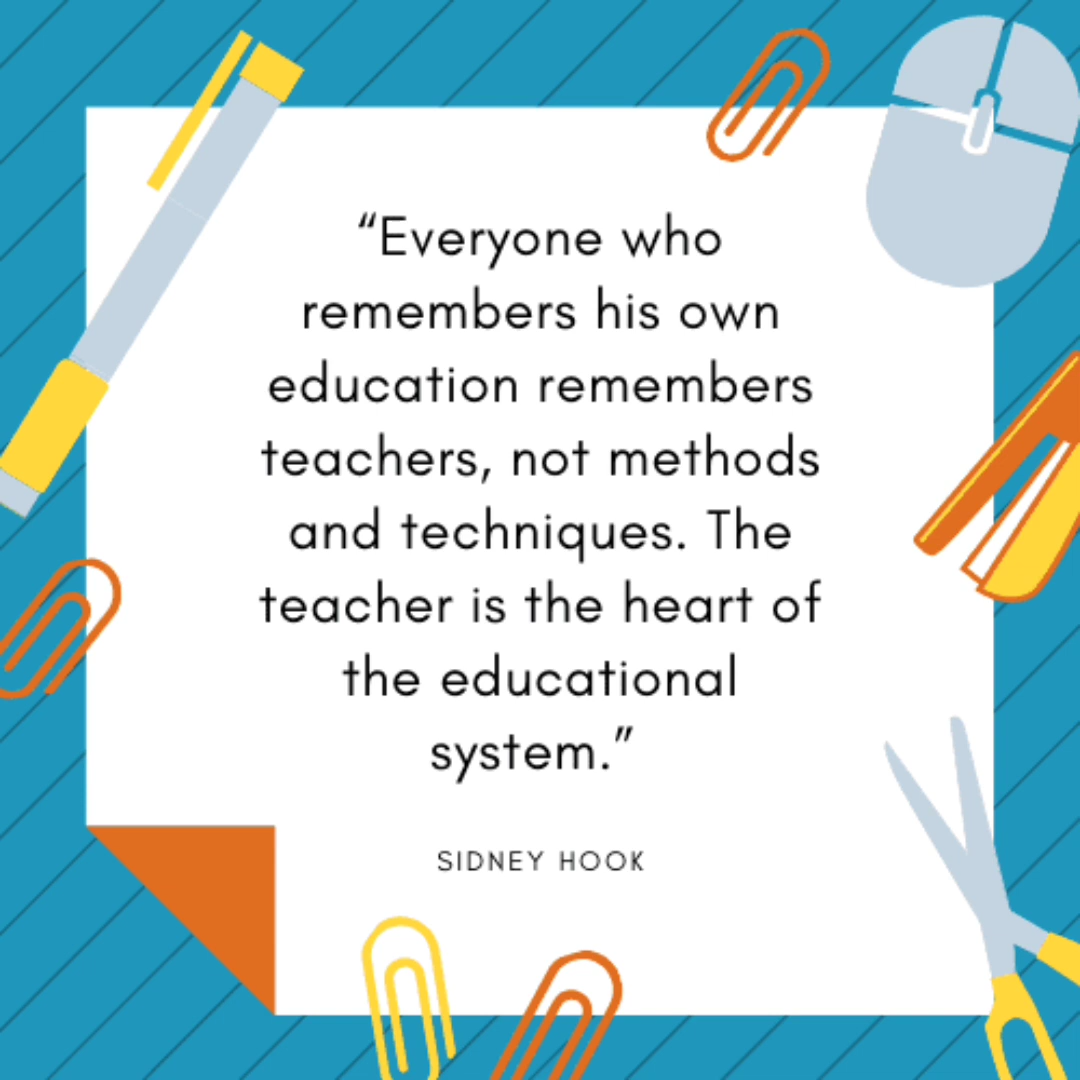 “Everyone who
remembers his own
education remembers
teachers, not methods
and techniques. The
teacher is the heart of
the educational
system.”
SIDNEY HOOK